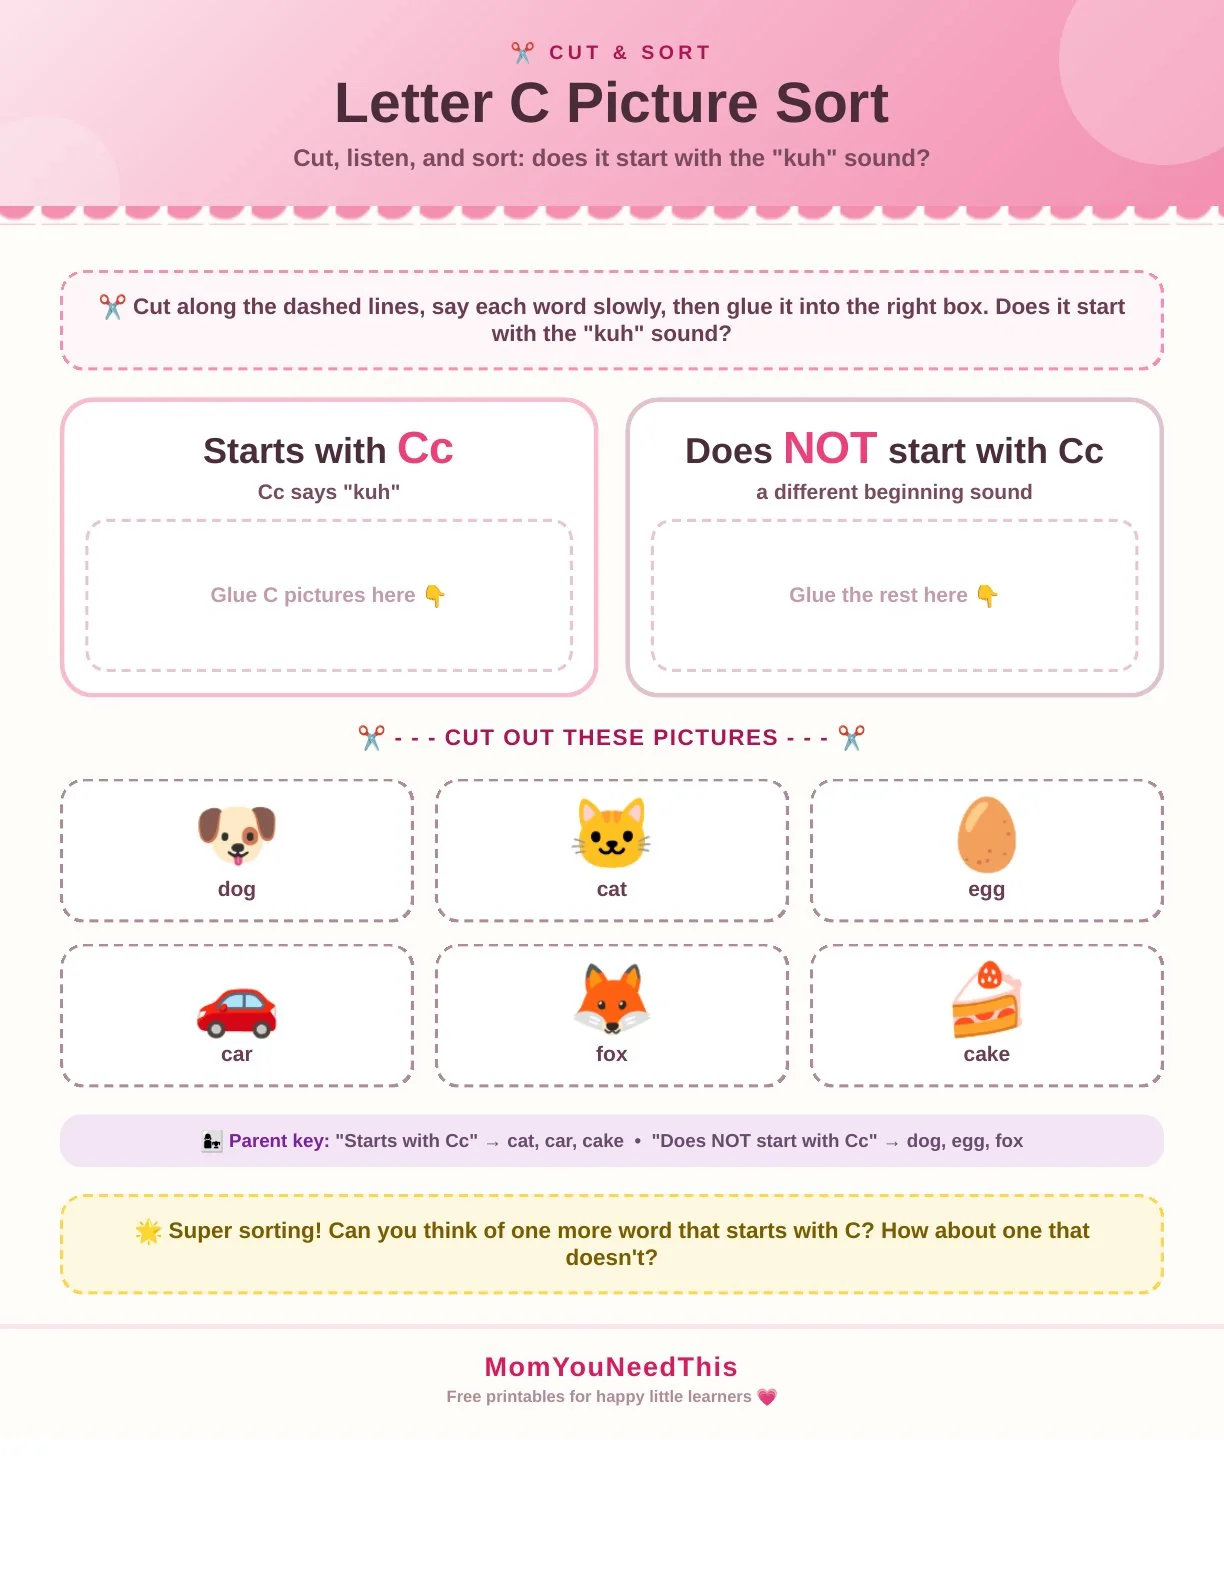 ✂️ CUT & SORT
Letter C Picture Sort
Cut, listen, and sort: does it start with the "kuh" sound?
✂️ Cut along the dashed lines, say each word slowly, then glue it into the right box. Does it start
with the "kuh" sound?
Starts with Cc
Cc says "kuh"
Glue C pictures here 👇
Does NOT start with Cc
a different beginning sound
Glue the rest here 👇
✂️ - - - CUT OUT THESE PICTURES - - - ✂️
dog
cat
egg
car
fox
cake
👩‍👧 Parent key: "Starts with Cc" → cat, car, cake • "Does NOT start with Cc" → dog, egg, fox
🌟 Super sorting! Can you think of one more word that starts with C? How about one that
doesn't?
MomYouNeedThis
Free printables for happy little learners 💗